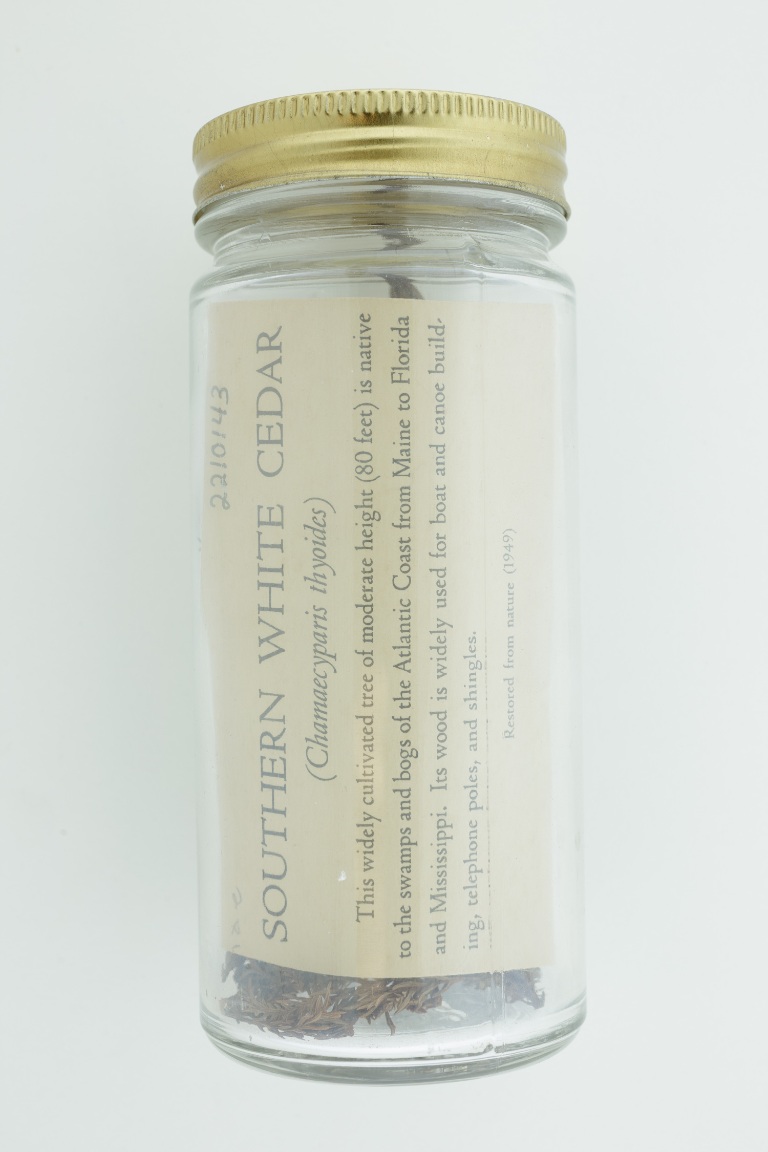 2210143
SOUTHERN WHITE CEDAR
(Chamaecyparis thyoides)
This widely cultivated tree of moderate height (80 feet) is native
to the swamps and bogs of the Atlantic Coast from Maine to Florida
and Mississippi. Its wood is widely used for boat and canoe build-
ing, telephone poles, and shingles.
Restored from nature (1949)